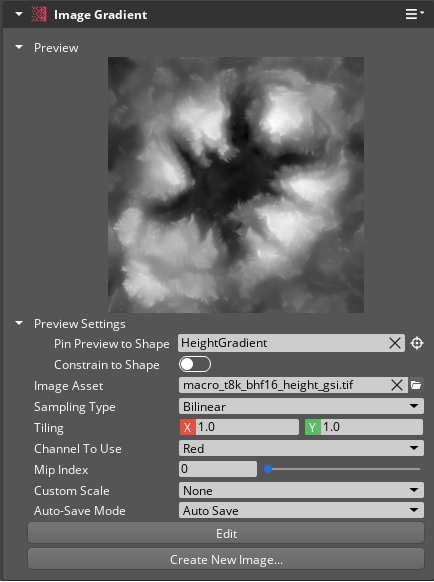 Image Gradient
Preview
Preview Settings
Pin Preview to Shape HeightGradient
Constrain to Shape
Image Asset macro_t8k_bhf16_height_gsi.tif
Sampling Type Bilinear
Tiling X 1.0 Y 1.0
Channel To Use Red
Mip Index 0
Custom Scale None
Auto-Save Mode Auto Save
Edit
Create New Image...